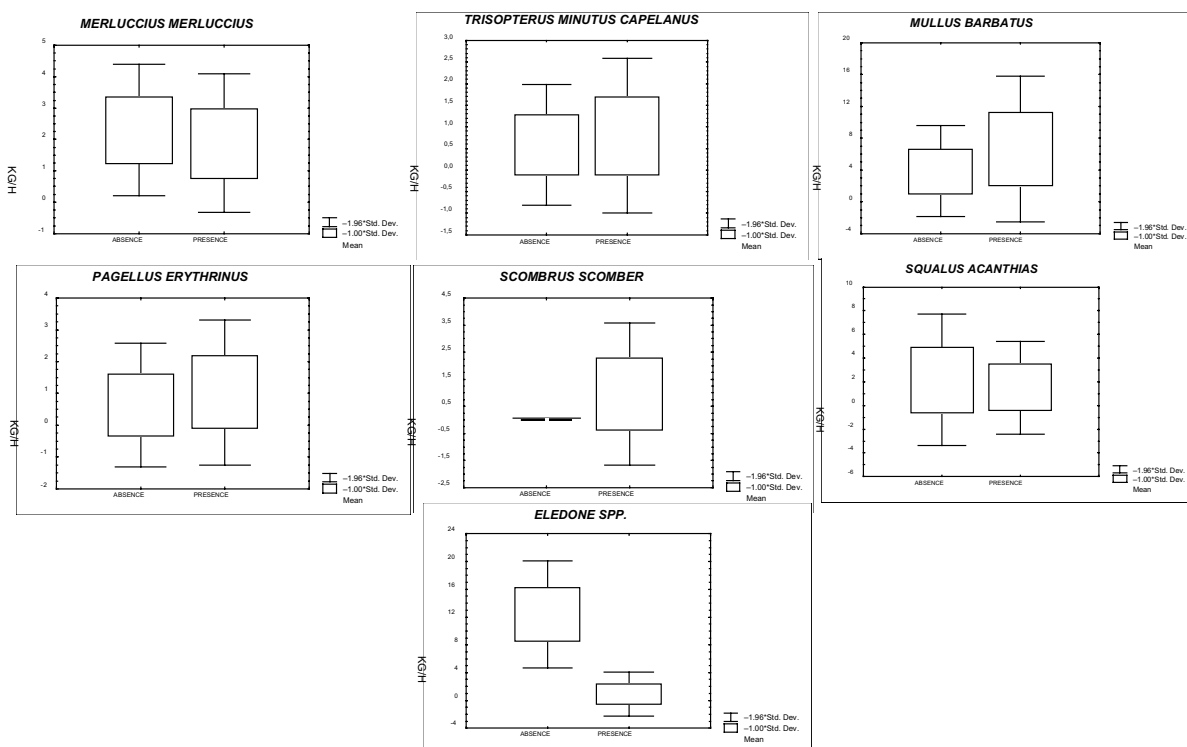 MERLUCCIUS MERLUCCIUS
5
4
3
2
1
0
-1
KG/H
ABSENCE
PRESENCE
–1.96*Std. Dev.
–1.00*Std. Dev.
Mean
TRISOPTERUS MINUTUS CAPELANUS
3,0
2,5
2,0
1,5
1,0
0,5
0,0
-0,5
-1,0
-1,5
KG/H
ABSENCE
PRESENCE
–1.96*Std. Dev.
–1.00*Std. Dev.
Mean
MULLUS BARBATUS
20
16
12
8
4
0
-4
KG/H
ABSENCE
PRESENCE
–1.96*Std. Dev.
–1.00*Std. Dev.
Mean
PAGELLUS ERYTHRINUS
4
3
2
1
0
-1
-2
KG/H
ABSENCE
PRESENCE
–1.96*Std. Dev.
–1.00*Std. Dev.
Mean
SCOMBRUS SCOMBER
4,5
3,5
2,5
1,5
0,5
-0,5
-1,5
-2,5
KG/H
ABSENCE
PRESENCE
–1.96*Std. Dev.
–1.00*Std. Dev.
Mean
SQUALUS ACANTHIAS
10
8
6
4
2
0
-2
-4
-6
KG/H
ABSENCE
PRESENCE
–1.96*Std. Dev.
–1.00*Std. Dev.
Mean
ELEDONE SPP.
24
20
16
12
8
4
0
-4
KG/H
ABSENCE
PRESENCE
–1.96*Std. Dev.
–1.00*Std. Dev.
Mean